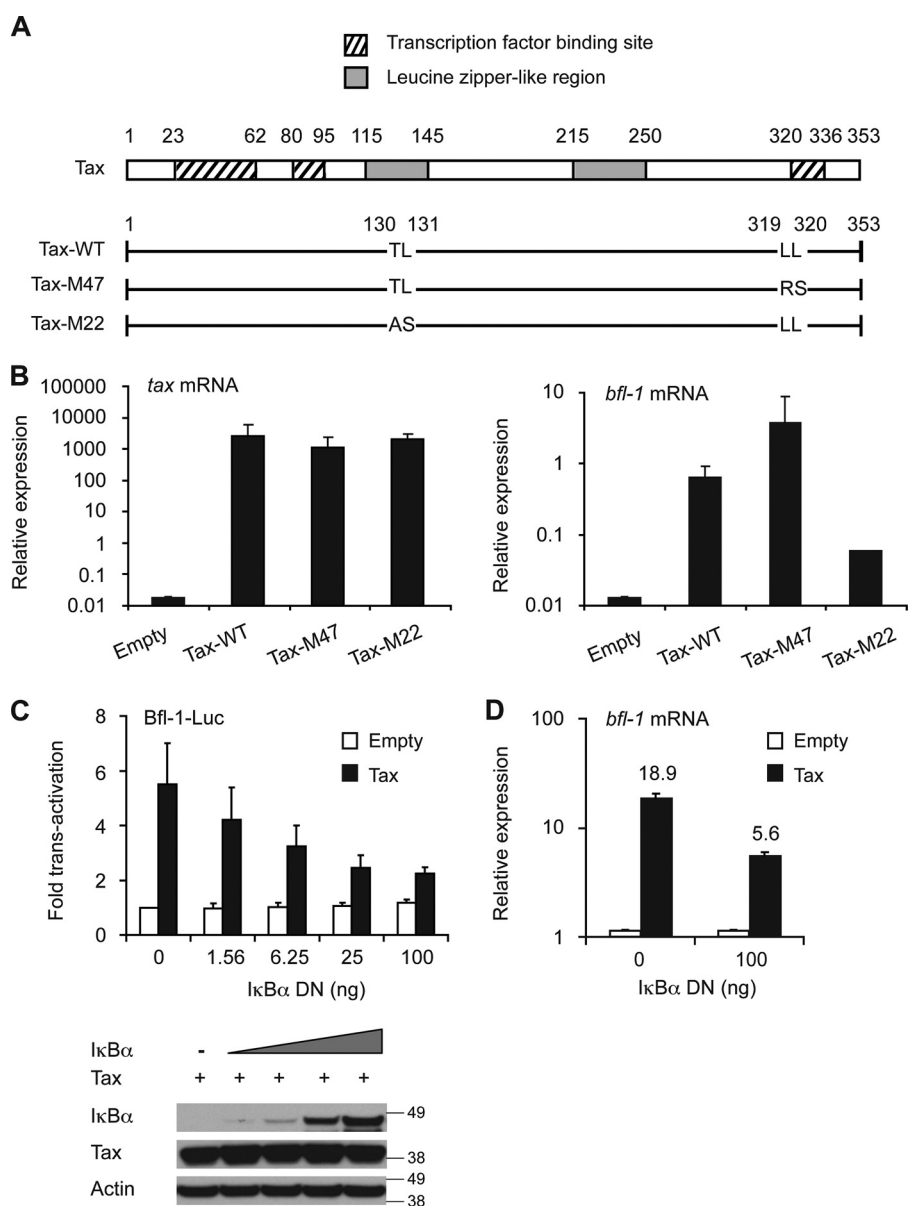 A
Transcription factor binding site
Leucine zipper-like region
1 23 62 80 95 115 145 215 250 320 336 353
Tax
1 130 131 319 320 353
Tax-WT TL LL
Tax-M47 TL RS
Tax-M22 AS LL
B
tax mRNA
Relative expression
100000
10000
1000
100
10
1
0.1
0.01
Empty Tax-WT Tax-M47 Tax-M22
bfl-1 mRNA
Relative expression
10
1
0.1
0.01
Empty Tax-WT Tax-M47 Tax-M22
C
Bfl-1-Luc
Empty
Tax
Fold trans-activation
8
6
4
2
0
0 1.56 6.25 25 100
IκBα DN (ng)
IκBα -
Tax + + + + +
IκBα 49
Tax 38
Actin 49
38
D
bfl-1 mRNA
Empty
Tax
Relative expression
100
10
1
18.9
5.6
0 100
IκBα DN (ng)